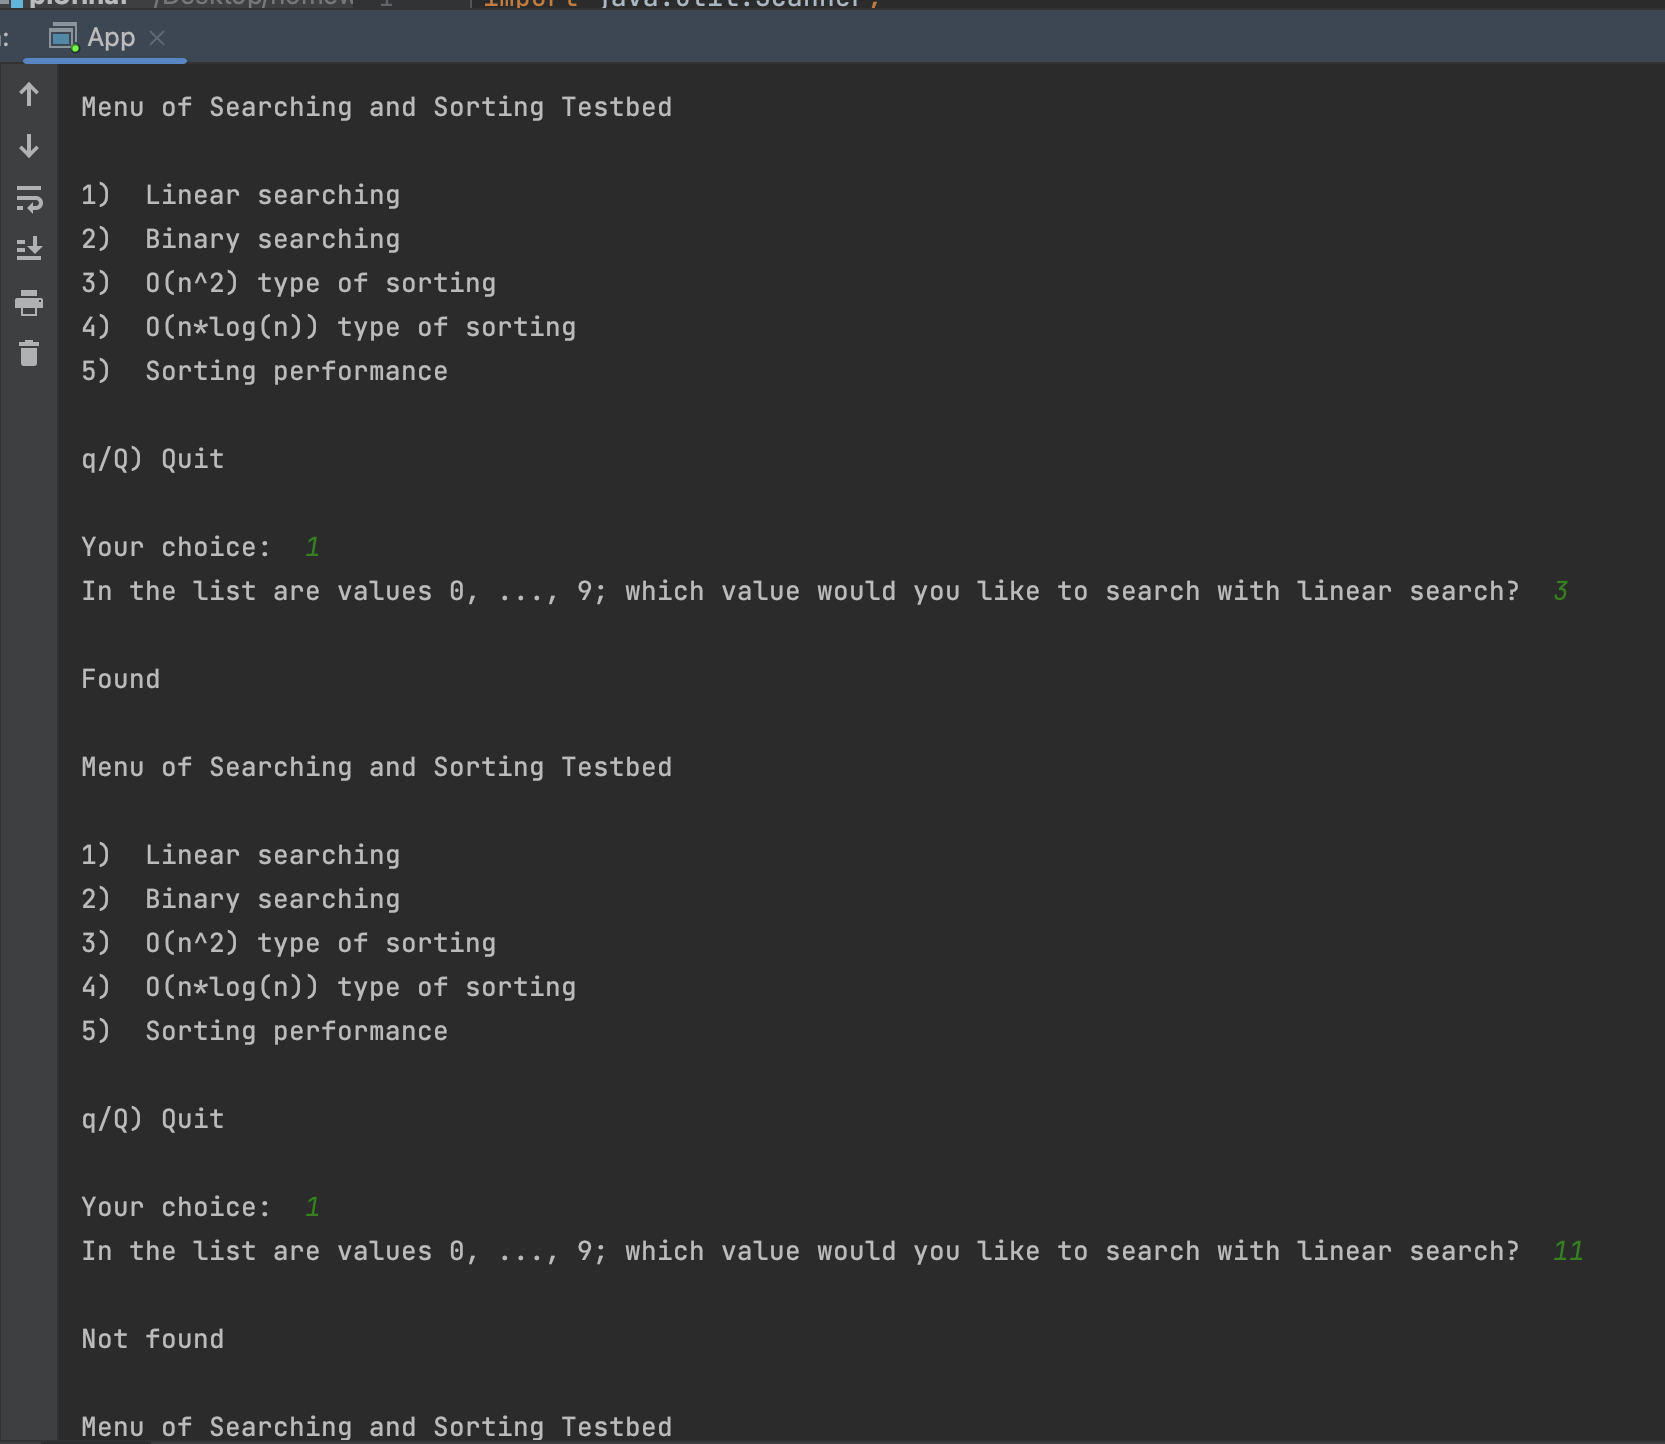 import java.util.Scanner;
App
Menu of Searching and Sorting Testbed
1)  Linear searching
2)  Binary searching
3)  O(n^2) type of sorting
4)  O(n*log(n)) type of sorting
5)  Sorting performance
q/Q) Quit
Your choice:  1
In the list are values 0, ..., 9; which value would you like to search with linear search?  3
Found
Menu of Searching and Sorting Testbed
1)  Linear searching
2)  Binary searching
3)  O(n^2) type of sorting
4)  O(n*log(n)) type of sorting
5)  Sorting performance
q/Q) Quit
Your choice:  1
In the list are values 0, ..., 9; which value would you like to search with linear search?  11
Not found
Menu of Searching and Sorting Testbed